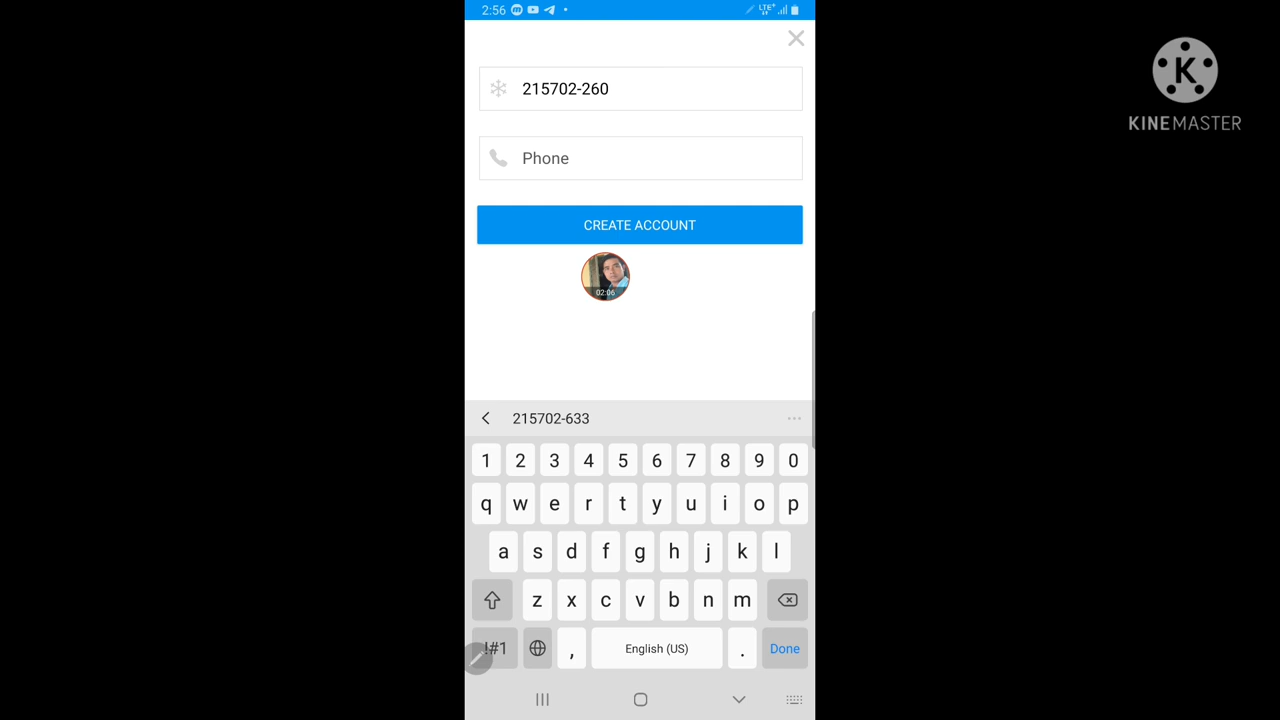 2:56
LTE+
215702-260
Phone
CREATE ACCOUNT
02:06
215702-633
1 2 3 4 5 6 7 8 9 0
q w e r t y u i o p
a s d f g h j k l
z x c v b n m
!#1 , English (US) . Done
K
KINEMASTER